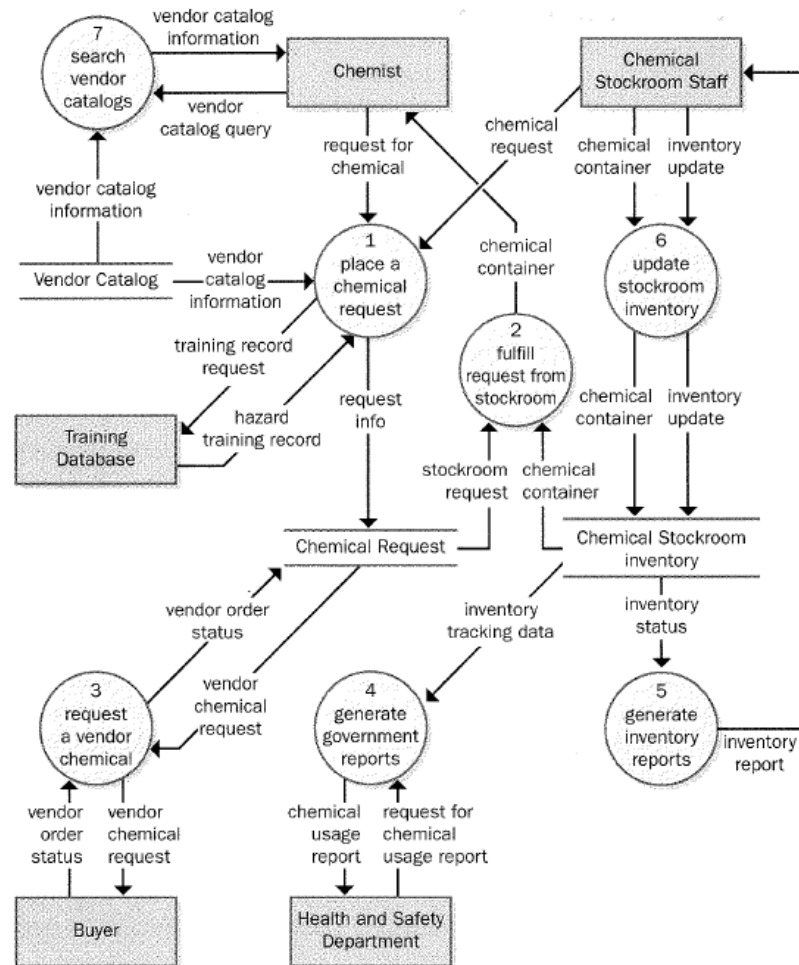 vendor catalog
information
7
search
vendor
catalogs
Chemist
Chemical
Stockroom Staff
vendor
catalog query
request for
chemical
chemical
request
chemical
container
inventory
update
vendor catalog
information
1
place a
chemical
request
chemical
container
6
update
stockroom
inventory
Vendor Catalog
vendor
catalog
information
2
fulfill
request from
stockroom
training record
request
request
info
chemical
container
inventory
update
Training
Database
hazard
training record
stockroom
request
chemical
container
Chemical Request
Chemical Stockroom
inventory
vendor order
status
inventory
tracking data
inventory
status
vendor
chemical
request
3
request
a vendor
chemical
4
generate
government
reports
5
generate
inventory
reports
inventory
report
vendor
order
status
vendor
chemical
request
chemical
usage
report
request for
chemical
usage report
Buyer
Health and Safety
Department